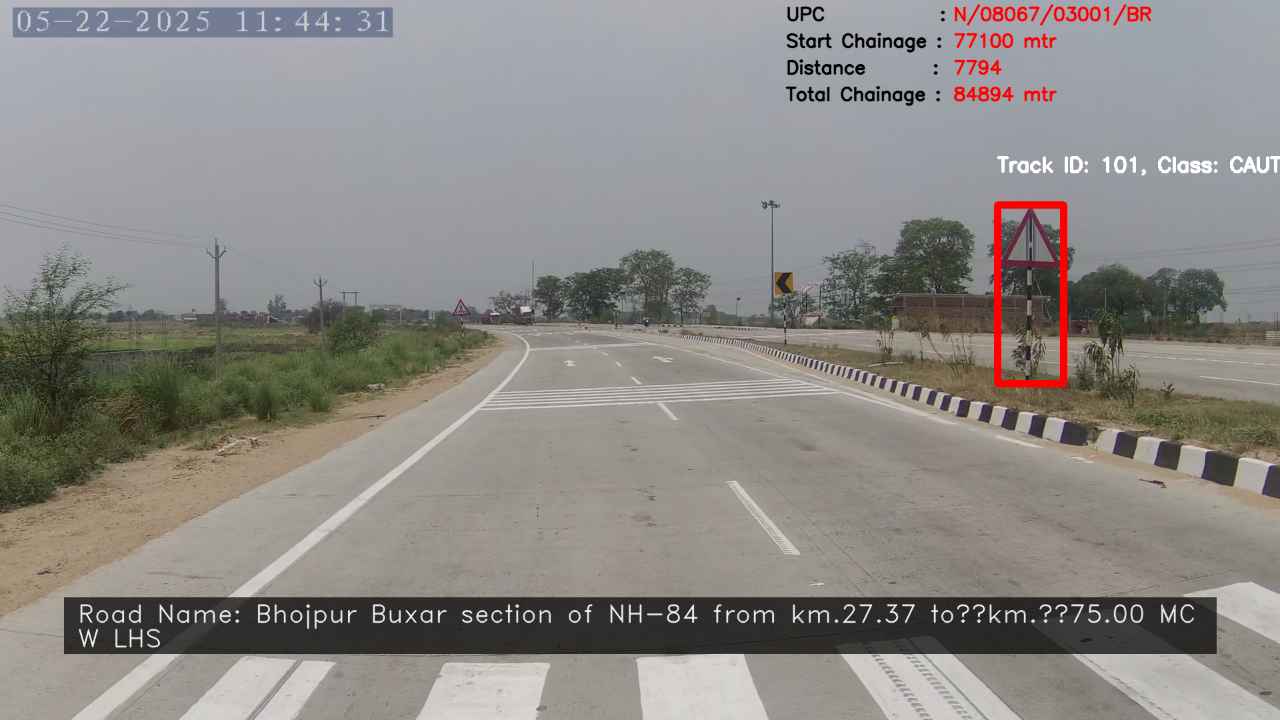 05-22-2025 11:44:31
UPC : N/08067/03001/BR
Start Chainage : 77100 mtr
Distance : 7794
Total Chainage : 84894 mtr
Track ID: 101, Class: CAUT
Road Name: Bhojpur Buxar section of NH-84 from km.27.37 to??km.??75.00 MC
W LHS